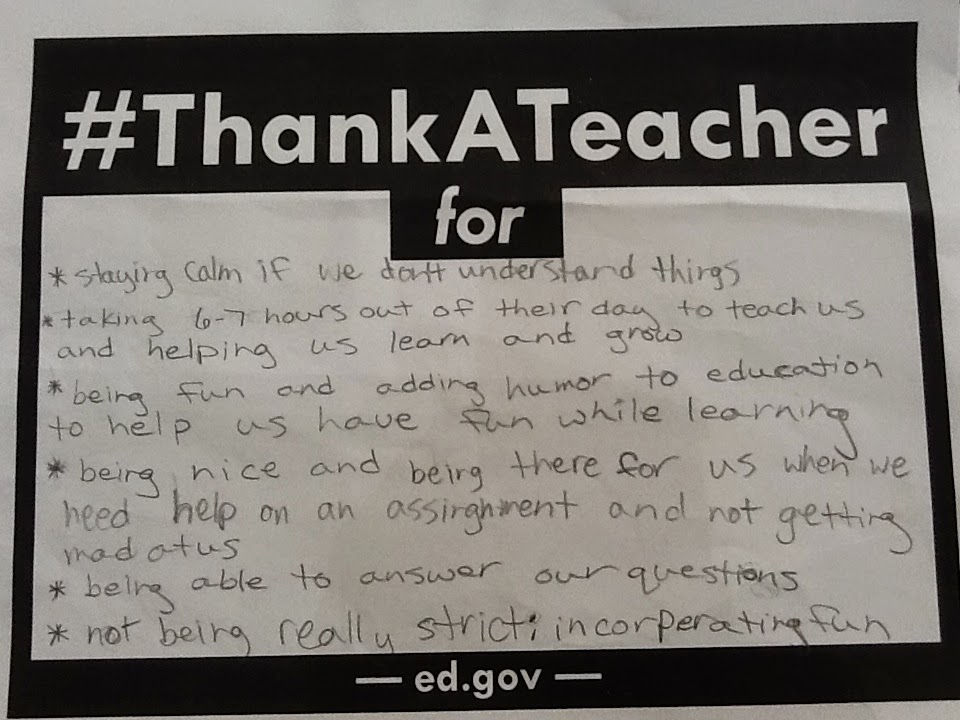 #ThankATeacher
for
* staying calm if we don't understand things
* taking 6-7 hours out of their day to teach us
and helping us learn and grow
* being fun and adding humor to education
to help us have fun while learning
* being nice and being there for us when we
need help on an assirghment and not getting
mad at us
* being able to answer our questions
* not being really strict; incorperating fun
— ed.gov —